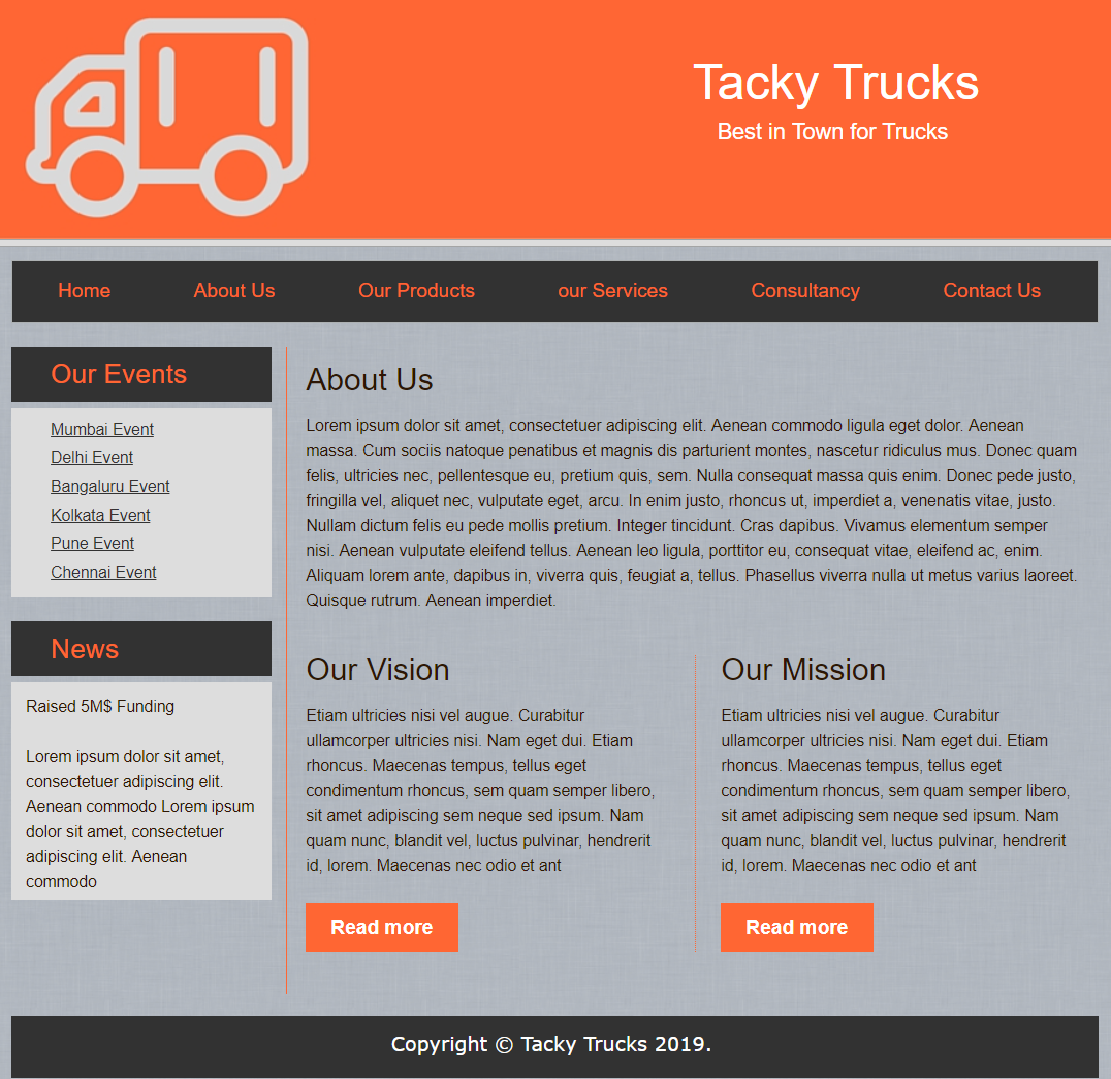 Tacky Trucks
Best in Town for Trucks
Home About Us Our Products our Services Consultancy Contact Us
Our Events
Mumbai Event
Delhi Event
Bangaluru Event
Kolkata Event
Pune Event
Chennai Event
News
Raised 5M$ Funding
Lorem ipsum dolor sit amet,
consectetuer adipiscing elit.
Aenean commodo Lorem ipsum
dolor sit amet, consectetuer
adipiscing elit. Aenean
commodo
About Us
Lorem ipsum dolor sit amet, consectetuer adipiscing elit. Aenean commodo ligula eget dolor. Aenean
massa. Cum sociis natoque penatibus et magnis dis parturient montes, nascetur ridiculus mus. Donec quam
felis, ultricies nec, pellentesque eu, pretium quis, sem. Nulla consequat massa quis enim. Donec pede justo,
fringilla vel, aliquet nec, vulputate eget, arcu. In enim justo, rhoncus ut, imperdiet a, venenatis vitae, justo.
Nullam dictum felis eu pede mollis pretium. Integer tincidunt. Cras dapibus. Vivamus elementum semper
nisi. Aenean vulputate eleifend tellus. Aenean leo ligula, porttitor eu, consequat vitae, eleifend ac, enim.
Aliquam lorem ante, dapibus in, viverra quis, feugiat a, tellus. Phasellus viverra nulla ut metus varius laoreet.
Quisque rutrum. Aenean imperdiet.
Our Vision
Etiam ultricies nisi vel augue. Curabitur
ullamcorper ultricies nisi. Nam eget dui. Etiam
rhoncus. Maecenas tempus, tellus eget
condimentum rhoncus, sem quam semper libero,
sit amet adipiscing sem neque sed ipsum. Nam
quam nunc, blandit vel, luctus pulvinar, hendrerit
id, lorem. Maecenas nec odio et ant
Read more
Our Mission
Etiam ultricies nisi vel augue. Curabitur
ullamcorper ultricies nisi. Nam eget dui. Etiam
rhoncus. Maecenas tempus, tellus eget
condimentum rhoncus, sem quam semper libero,
sit amet adipiscing sem neque sed ipsum. Nam
quam nunc, blandit vel, luctus pulvinar, hendrerit
id, lorem. Maecenas nec odio et ant
Read more
Copyright © Tacky Trucks 2019.